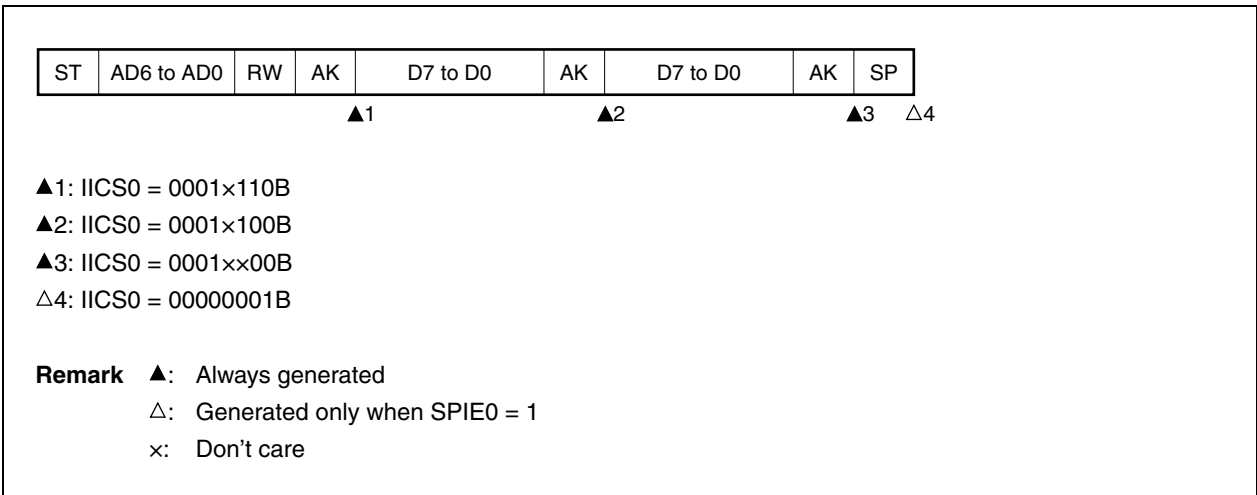 ST AD6 to AD0 RW AK D7 to D0 AK D7 to D0 AK SP
▲1 ▲2 ▲3 △4
▲1: IICS0 = 0001×110B
▲2: IICS0 = 0001×100B
▲3: IICS0 = 0001××00B
△4: IICS0 = 00000001B
Remark ▲: Always generated
△: Generated only when SPIE0 = 1
×: Don't care